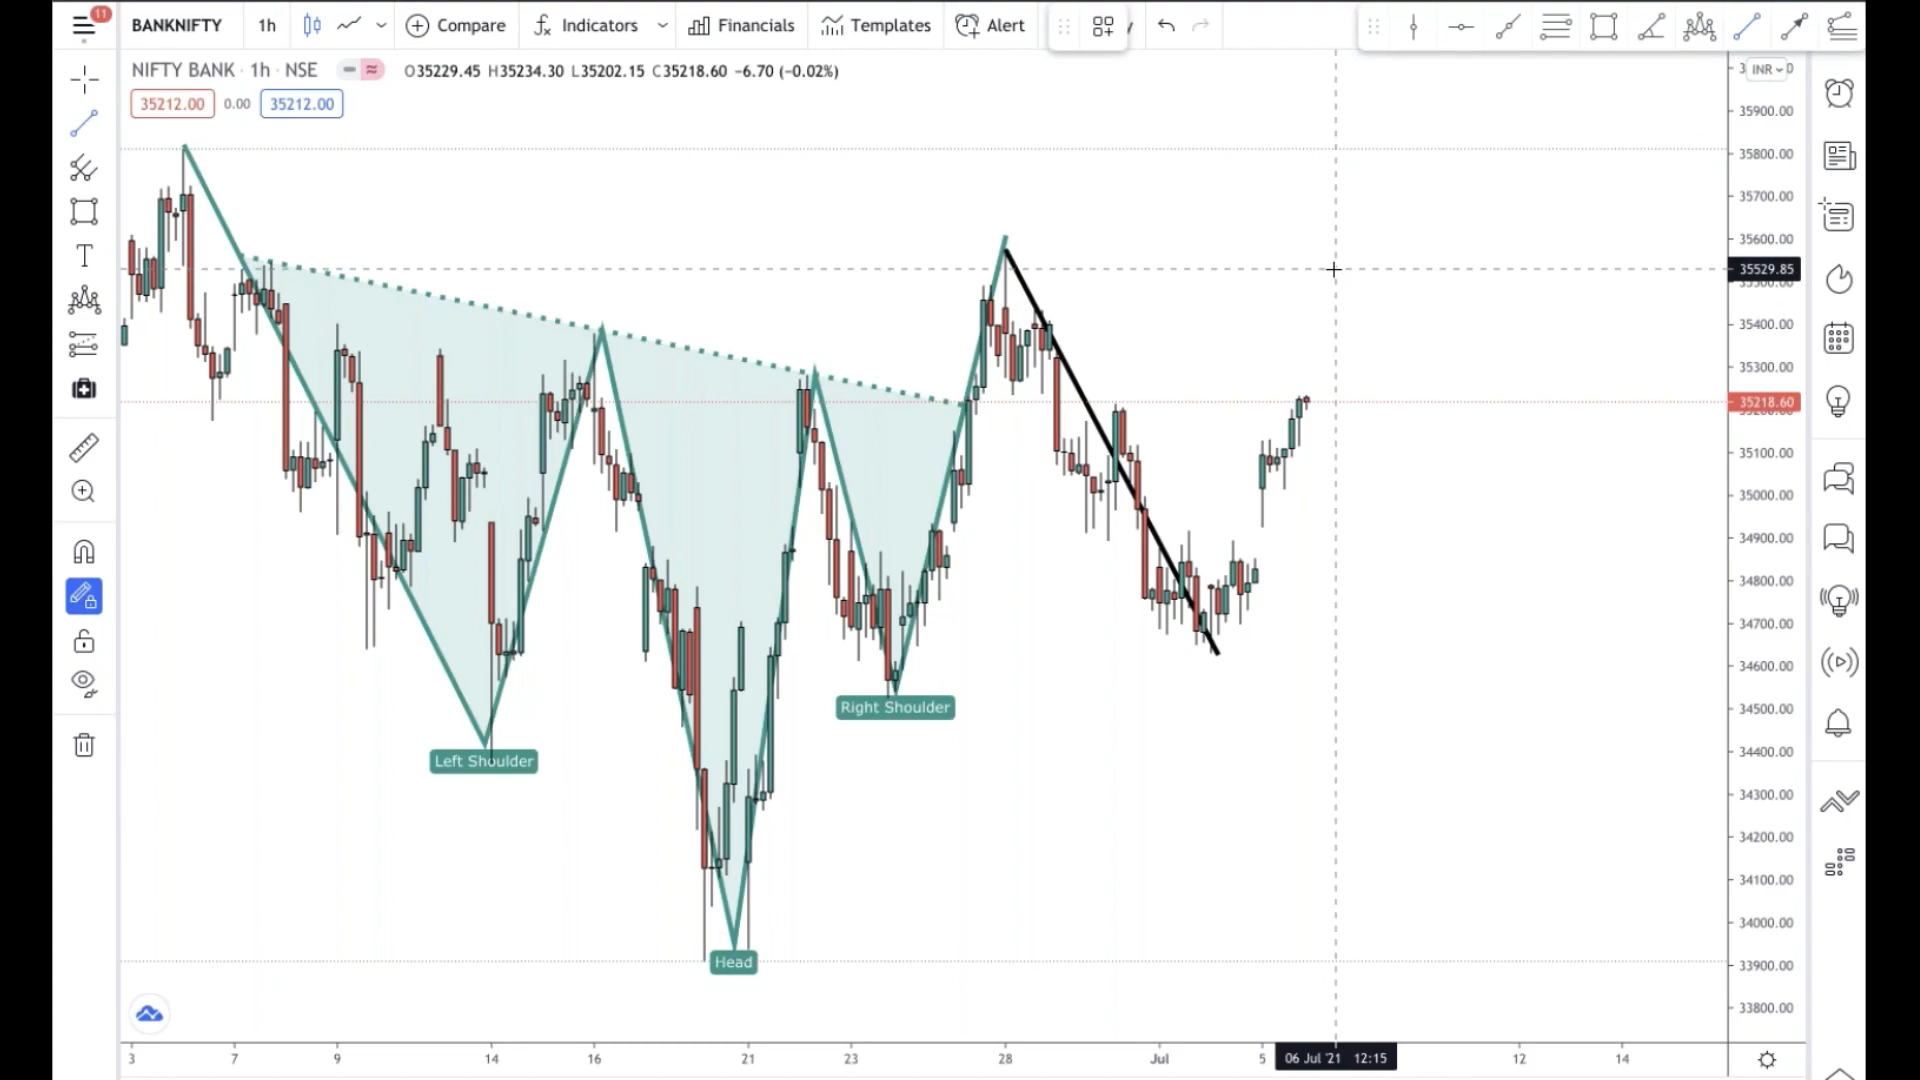 11
BANKNIFTY 1h Compare Indicators Financials Templates Alert
NIFTY BANK · 1h · NSE O35229.45 H35234.30 L35202.15 C35218.60 −6.70 (−0.02%)
35212.00 0.00 35212.00
INR
35900.00
35800.00
35700.00
35600.00
35529.85
35400.00
35300.00
35218.60
35100.00
35000.00
34900.00
34800.00
34700.00
34600.00
Right Shoulder
34500.00
34400.00
Left Shoulder
34300.00
34200.00
34100.00
34000.00
Head
33900.00
33800.00
3 7 9 14 16 21 23 28 Jul 5 06 Jul '21 12:15 12 14